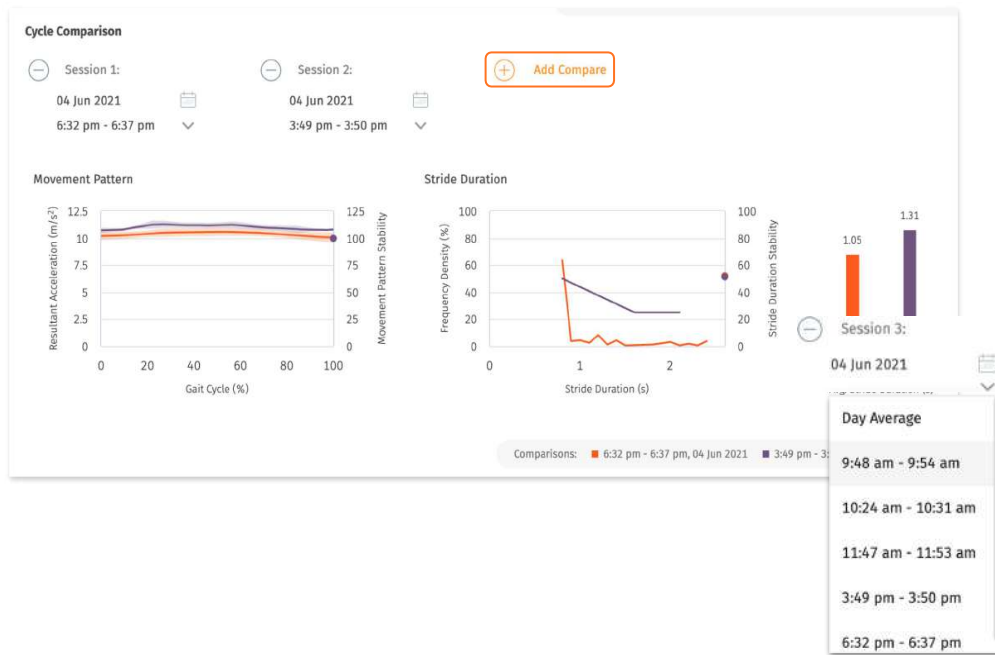 Cycle Comparison
Session 1:
Session 2:
Add Compare
04 Jun 2021
04 Jun 2021
6:32 pm - 6:37 pm
3:49 pm - 3:50 pm
Movement Pattern
Stride Duration
Resultant Acceleration (m/s²)
12.5
10
7.5
5
2.5
0
125
100
75
50
25
0
Movement Pattern Stability
0 20 40 60 80 100
Gait Cycle (%)
Frequency Density (%)
100
80
60
40
20
0
100
80
60
40
20
0
Stride Duration Stability
0 1 2
Stride Duration (s)
1.05
1.31
Session 3:
04 Jun 2021
Day Average
9:48 am - 9:54 am
10:24 am - 10:31 am
11:47 am - 11:53 am
3:49 pm - 3:50 pm
6:32 pm - 6:37 pm
Comparisons: 6:32 pm - 6:37 pm, 04 Jun 2021 3:49 pm - 3: